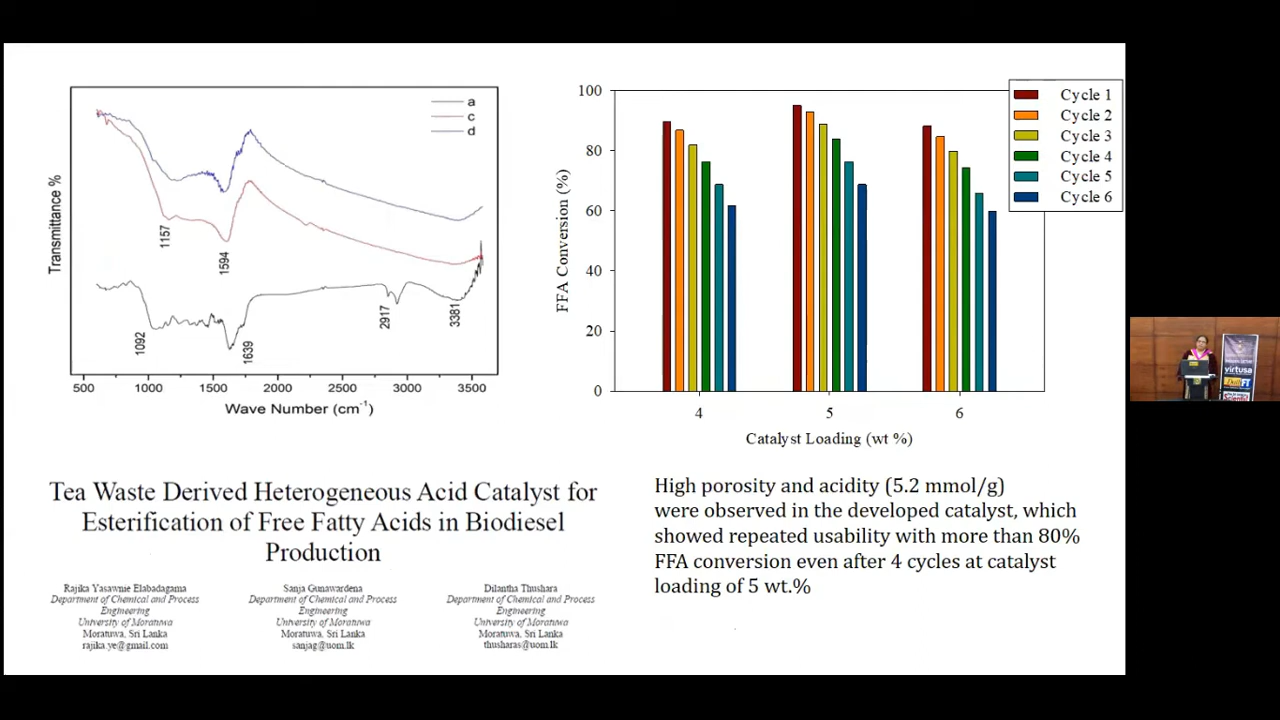 a
c
d
Transmittance %
1157
1594
1092
1639
2917
3381
500 1000 1500 2000 2500 3000 3500
Wave Number (cm⁻¹)
100
80
60
40
20
0
FFA Conversion (%)
Cycle 1
Cycle 2
Cycle 3
Cycle 4
Cycle 5
Cycle 6
4 5 6
Catalyst Loading (wt %)
Tea Waste Derived Heterogeneous Acid Catalyst for
Esterification of Free Fatty Acids in Biodiesel
Production
Rajika Yasawnie Elabadagama
Department of Chemical and Process
Engineering
University of Moratuwa
Moratuwa, Sri Lanka
rajika.ye@gmail.com
Sanja Gunawardena
Department of Chemical and Process
Engineering
University of Moratuwa
Moratuwa, Sri Lanka
sanjag@uom.lk
Dilantha Thushara
Department of Chemical and Process
Engineering
University of Moratuwa
Moratuwa, Sri Lanka
thusharas@uom.lk
High porosity and acidity (5.2 mmol/g)
were observed in the developed catalyst, which
showed repeated usability with more than 80%
FFA conversion even after 4 cycles at catalyst
loading of 5 wt.%
virtusa
FT